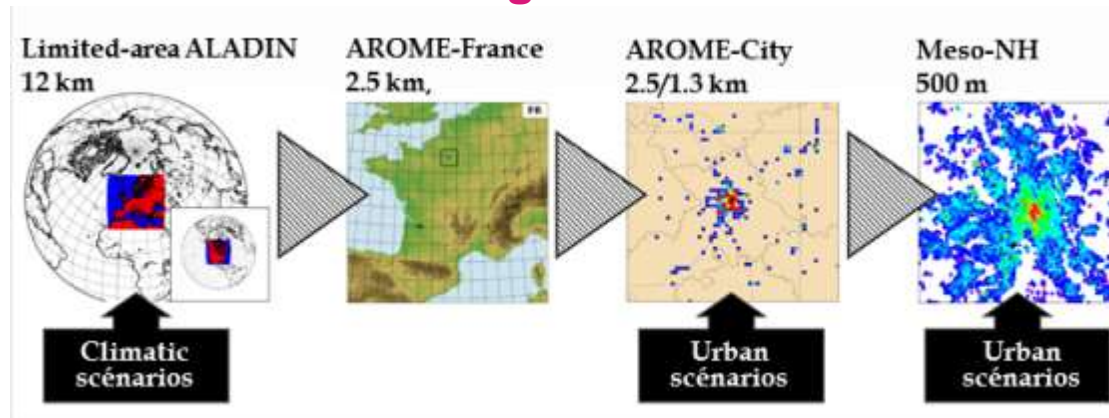 Limited-area ALADIN
12 km
AROME-France
2.5 km,
AROME-City
2.5/1.3 km
Meso-NH
500 m
FR
Climatic
scénarios
Urban
scénarios
Urban
scénarios